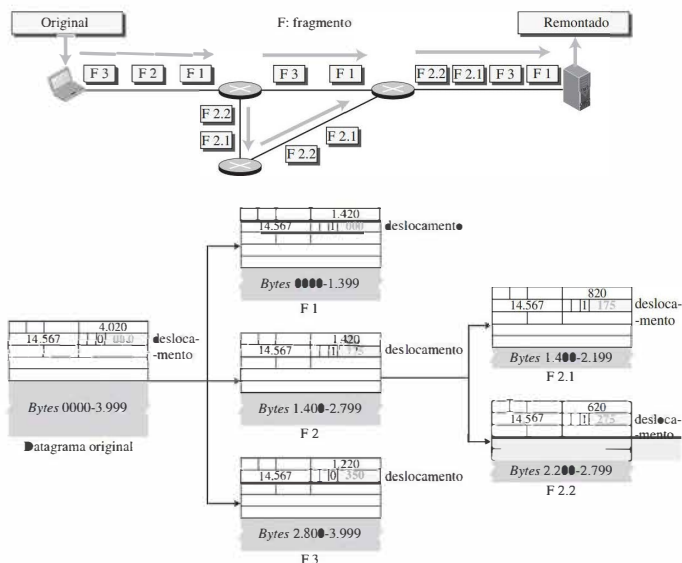 Original
F: fragmento
Remontado
F 3 F 2 F 1
F 3 F 1
F 2.2 F 2.1 F 3 F 1
F 2.2
F 2.1
F 2.1
F 2.2
1.420
14.567 1 000 deslocamento
Bytes 0000-1.399
F 1
4.020
14.567 0 000 desloca-
-mento
Bytes 0000-3.999
Datagrama original
1.420
14.567 1 175 deslocamento
Bytes 1.400-2.799
F 2
1.220
14.567 0 350 deslocamento
Bytes 2.800-3.999
F 3
820
14.567 1 175 desloca-
-mento
Bytes 1.400-2.199
F 2.1
620
14.567 1 275 desloca-
-mento
Bytes 2.200-2.799
F 2.2